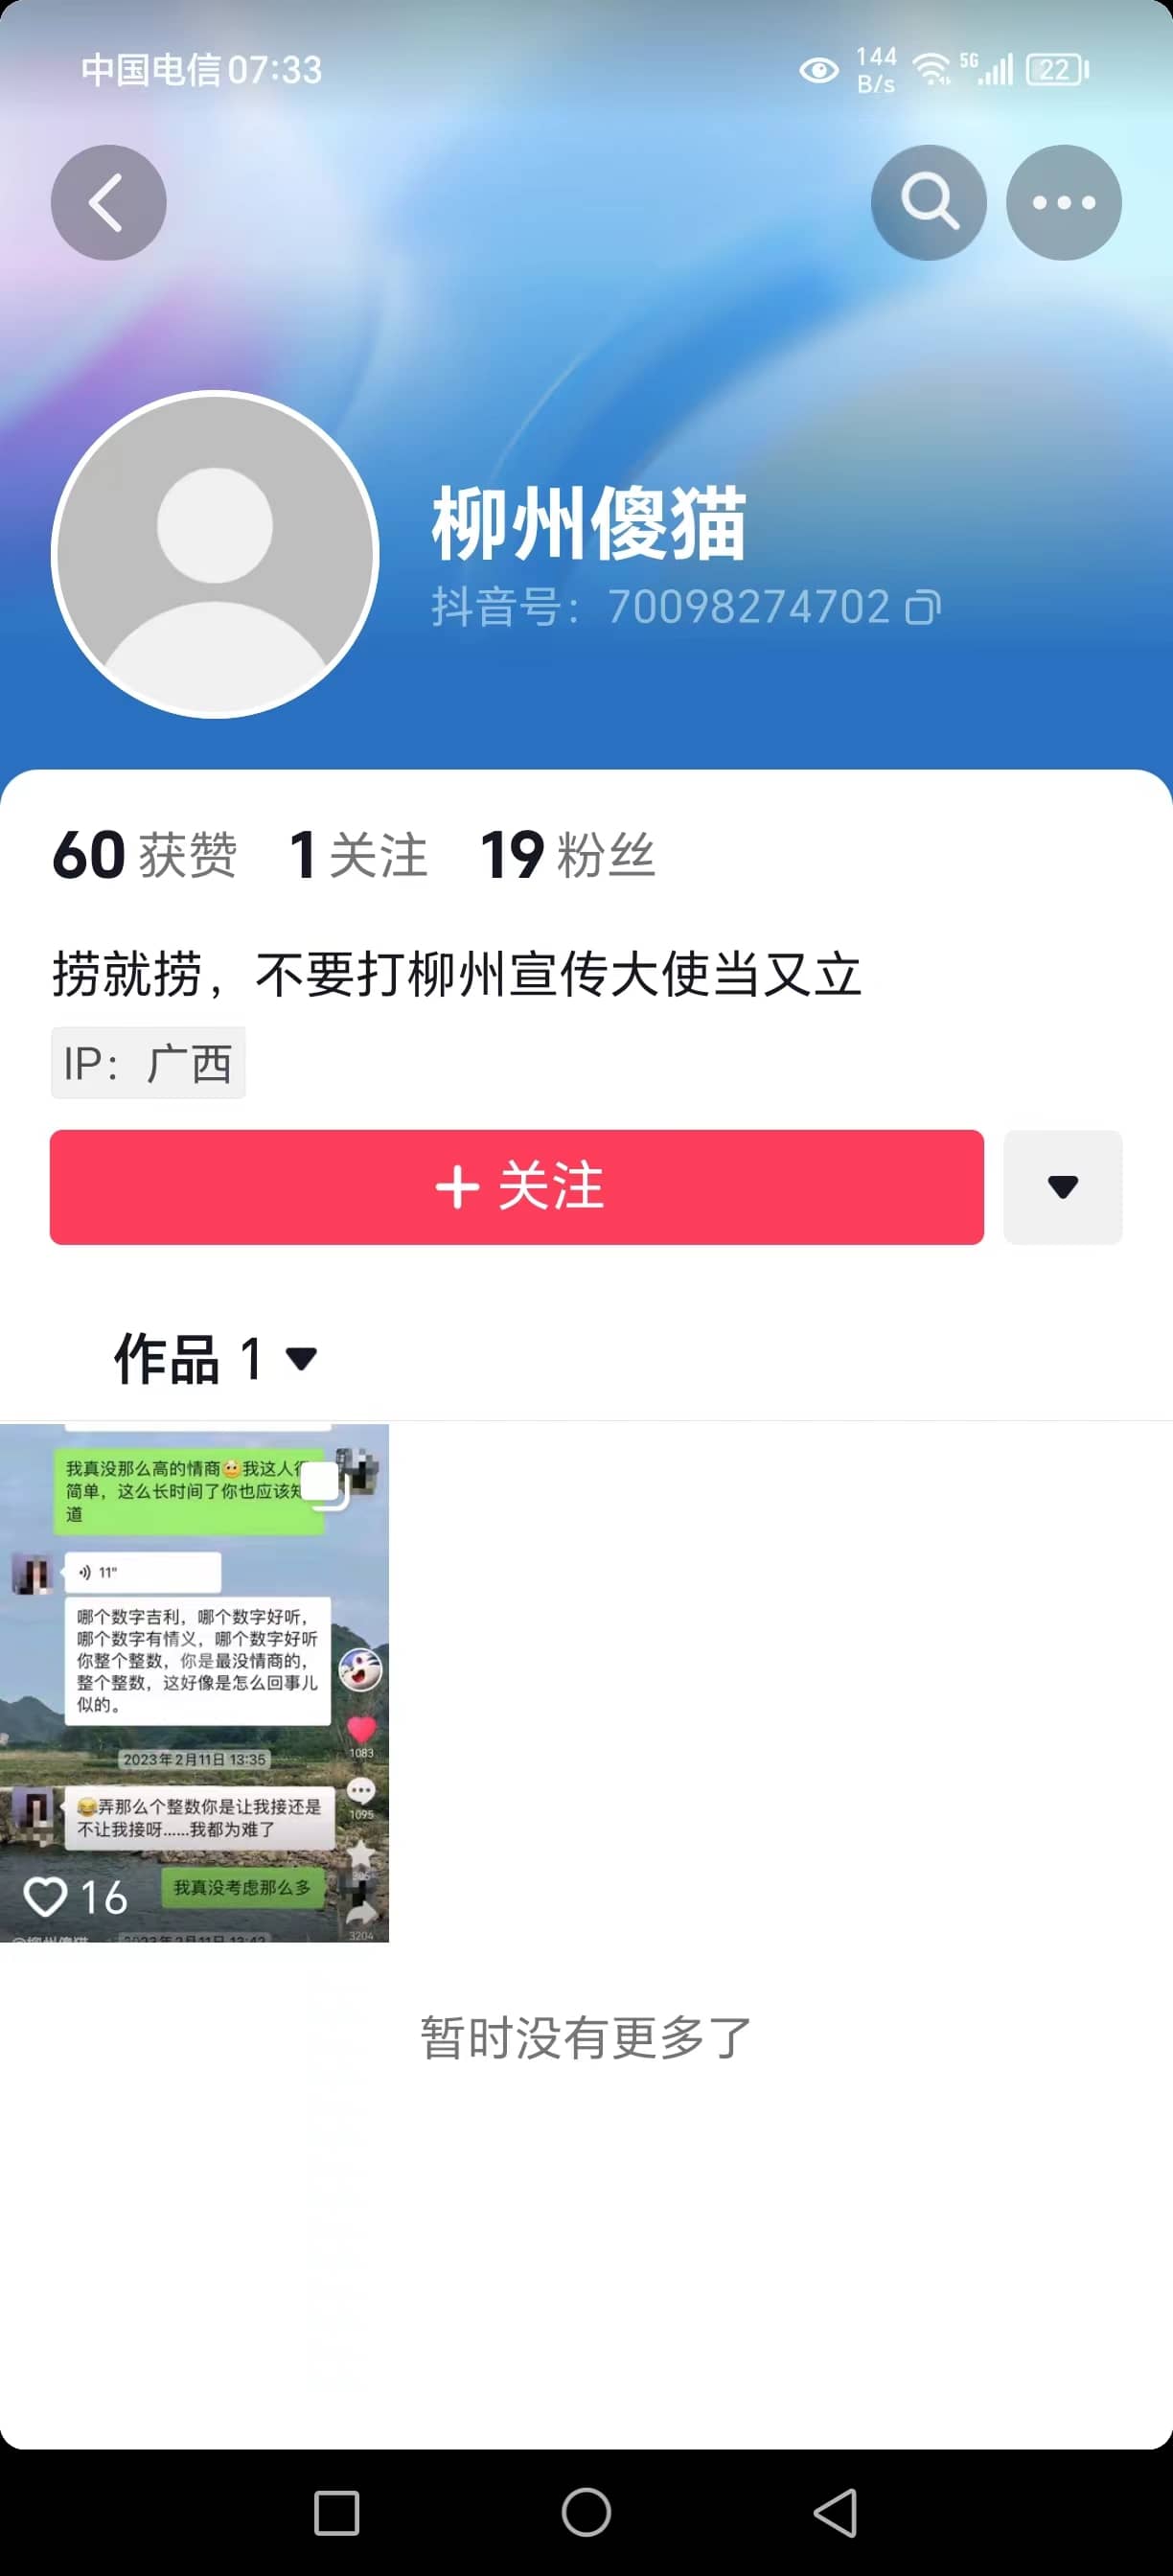 中国电信07:33
144
B/s
5G
22
柳州傻猫
抖音号：70098274702
60 获赞 1 关注 19 粉丝
捞就捞，不要打柳州宣传大使当又立
IP：广西
关注
作品 1
我真没那么高的情商 我这人很
简单，这么长时间了你也应该知
道
11"
哪个数字吉利，哪个数字好听，
哪个数字有情义，哪个数字好听
你整个整数，你是最没情商的，
整个整数，这好像是怎么回事儿
似的。
1083
2023年2月11日 13:35
弄那么个整数你是让我接还是
不让我接呀……我都为难了
1095
我真没考虑那么多
16
3204
暂时没有更多了